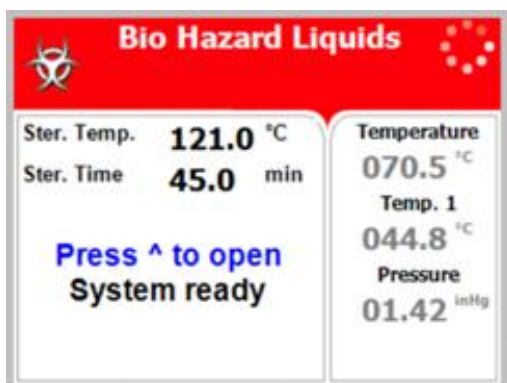 Bio Hazard Liquids
Ster. Temp. 121.0 °C
Ster. Time 45.0 min
Press ^ to open
System ready
Temperature
070.5 °C
Temp. 1
044.8 °C
Pressure
01.42 inHg